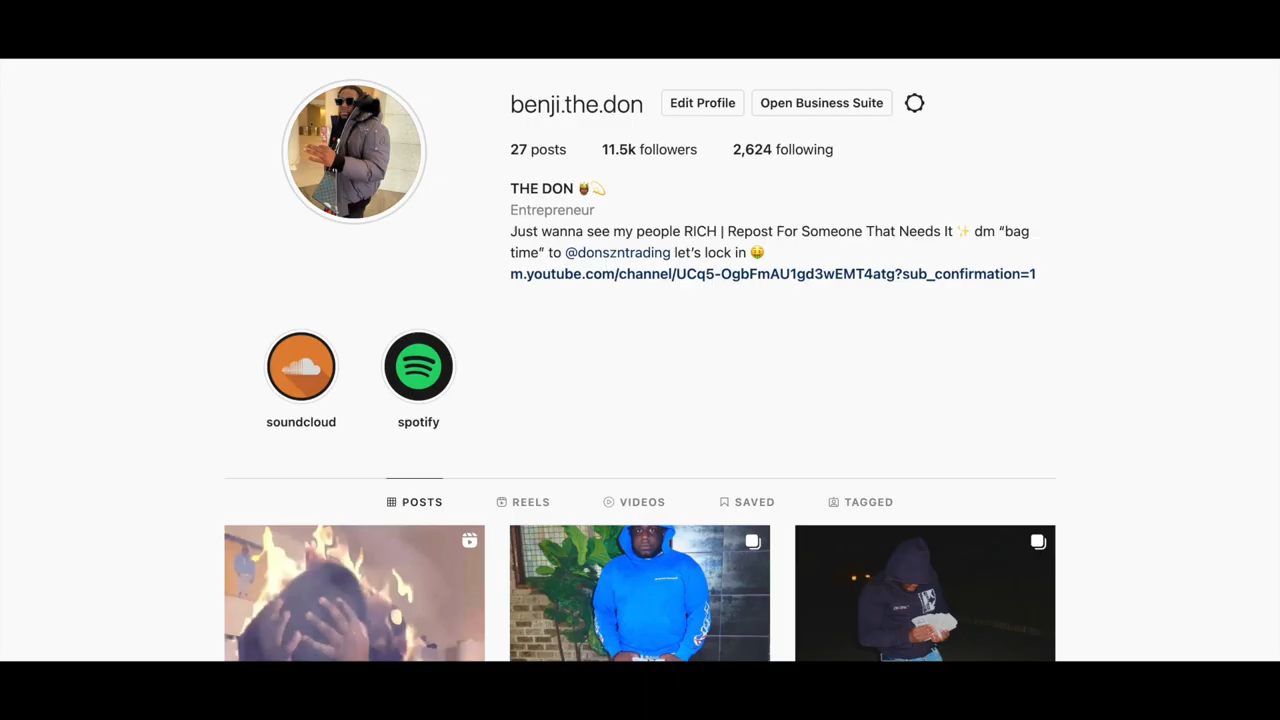 benji.the.don Edit Profile Open Business Suite
27 posts 11.5k followers 2,624 following
THE DON
Entrepreneur
Just wanna see my people RICH | Repost For Someone That Needs It ✨ dm “bag
time” to @donszntrading let’s lock in 🤑
m.youtube.com/channel/UCq5-OgbFmAU1gd3wEMT4atg?sub_confirmation=1
soundcloud spotify
POSTS REELS VIDEOS SAVED TAGGED